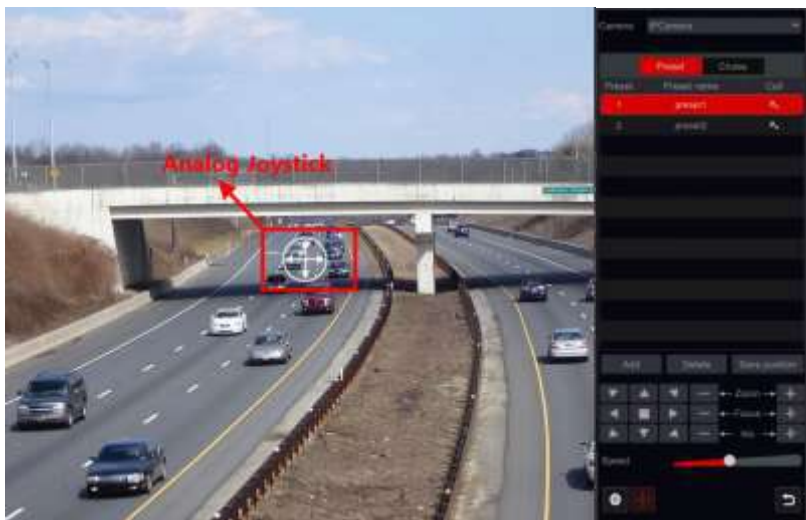 Camera IPCamera
Preset Cruise
Preset Preset name Call
1 preset1
2 preset2
Analog Joystick
Add Delete Save position
Zoom
Focus
Iris
Speed